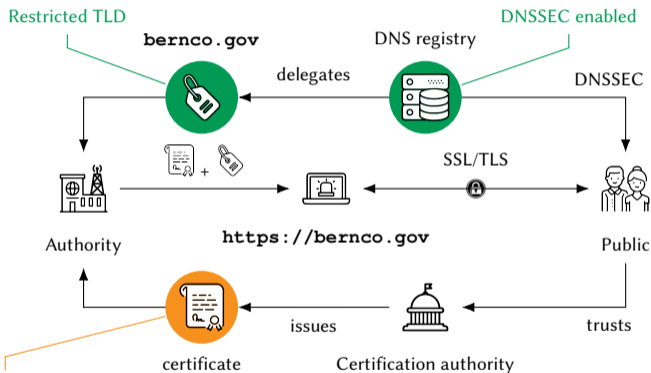 Restricted TLD
bernco.gov
DNS registry
DNSSEC enabled
delegates
DNSSEC
+
SSL/TLS
Authority
https://bernco.gov
Public
issues
trusts
certificate
Certification authority